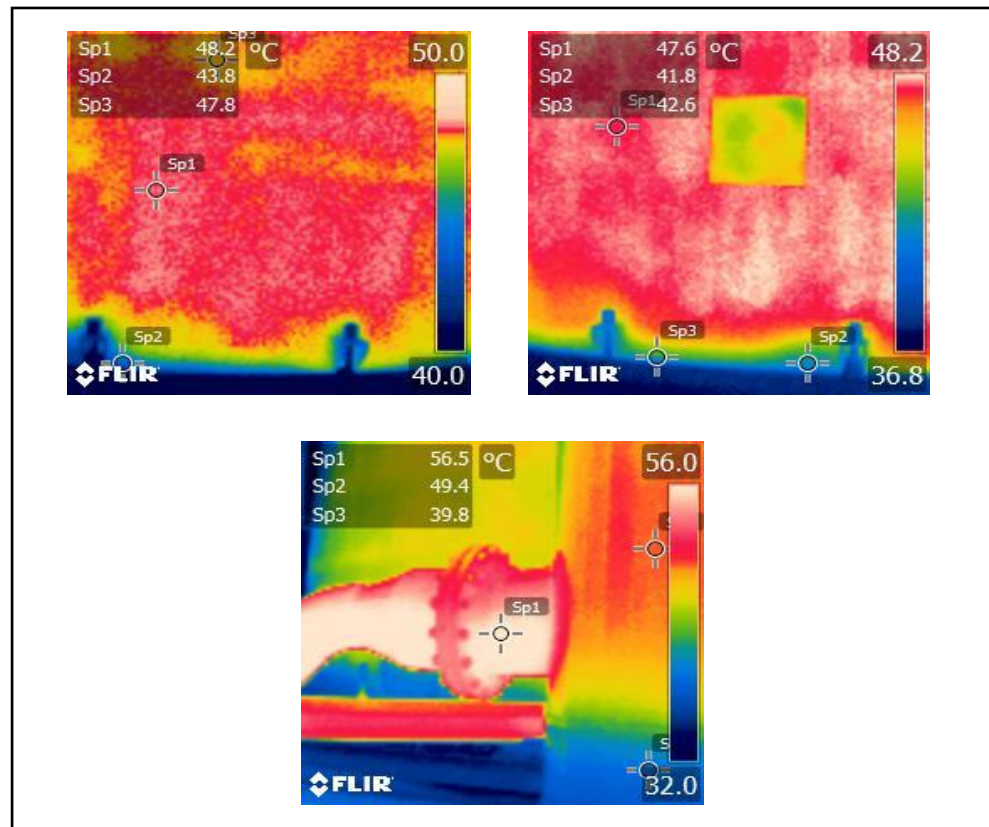 Sp3
Sp1 48.2 °C 50.0
Sp2 43.8
Sp3 47.8
Sp1
Sp2
FLIR 40.0
Sp1 47.6 °C 48.2
Sp2 41.8
Sp3 42.6
Sp1
Sp3
Sp2
FLIR 36.8
Sp1 56.5 °C 56.0
Sp2 49.4
Sp3 39.8
Sp1
FLIR 32.0